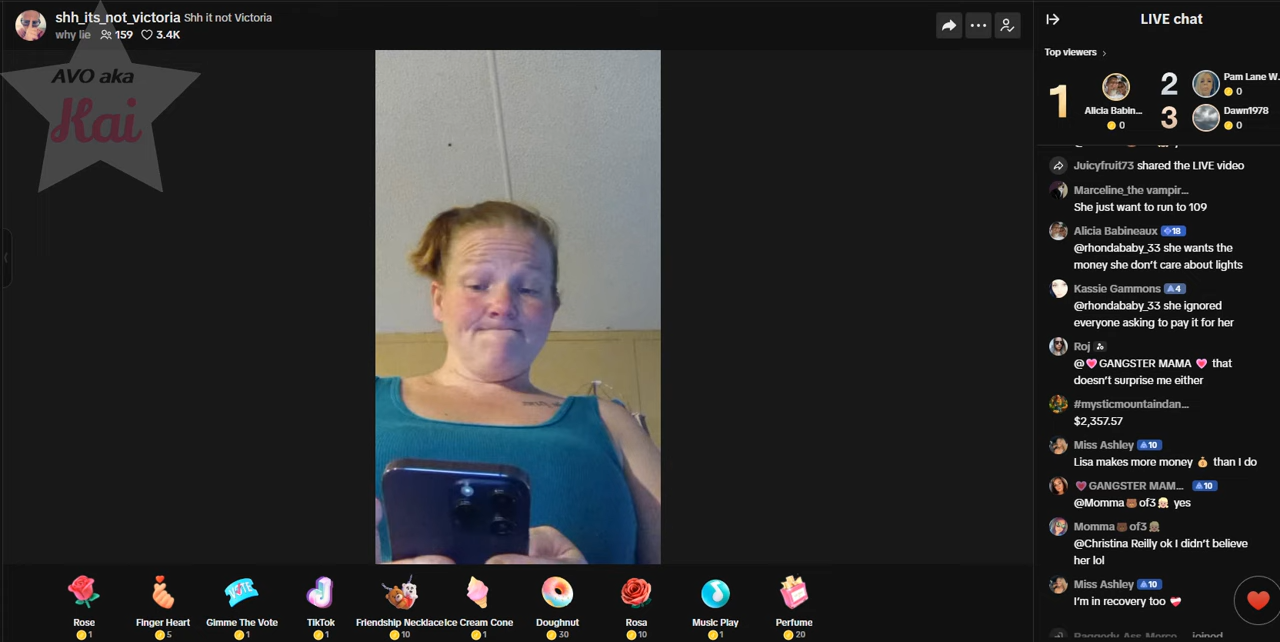 shh_its_not_victoria Shh it not Victoria
why lie 159 3.4K
AVO aka
Kai
LIVE chat
Top viewers
1
Alicia Babin...
0
2
Pam Lane W...
0
3
Dawn1978
0
Juicyfruit73 shared the LIVE video
Marceline_the vampir...
She just want to run to 109
Alicia Babineaux 18
@rhondababy_33 she wants the
money she don't care about lights
Kassie Gammons 4
@rhondababy_33 she ignored
everyone asking to pay it for her
Roj
@💗GANGSTER MAMA 💗 that
doesn't surprise me either
#mysticmountaindan...
$2,357.57
Miss Ashley 10
Lisa makes more money 💰 than I do
💗GANGSTER MAM... 10
@Momma🐻of3👼🏼 yes
Momma🐻of3👼🏼
@Christina Reilly ok I didn't believe
her lol
Miss Ashley 10
I'm in recovery too ❤️‍🩹
Raggedy Ass Morec... joined
Rose
1
Finger Heart
5
Gimme The Vote
1
TikTok
1
Friendship Necklace
10
Ice Cream Cone
1
Doughnut
30
Rosa
10
Music Play
1
Perfume
20